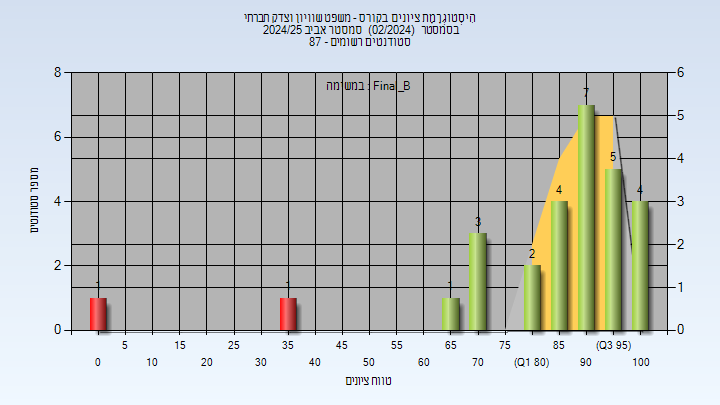 היסטוגרמת ציונים בקורס - משפט שוויון וצדק חברתי
בסמסטר (02/2024) סמסטר אביב 2024/25
סטודנטים רשומים - 87
במשימה : Final_B
מספר סטודנטים
8
6
4
2
0
6
5
4
3
2
1
0
1
1
1
3
2
4
7
5
4
5 15 25 35 45 55 65 75 85 (Q3 95)
0 10 20 30 40 50 60 70 (Q1 80) 90 100
טווח ציונים